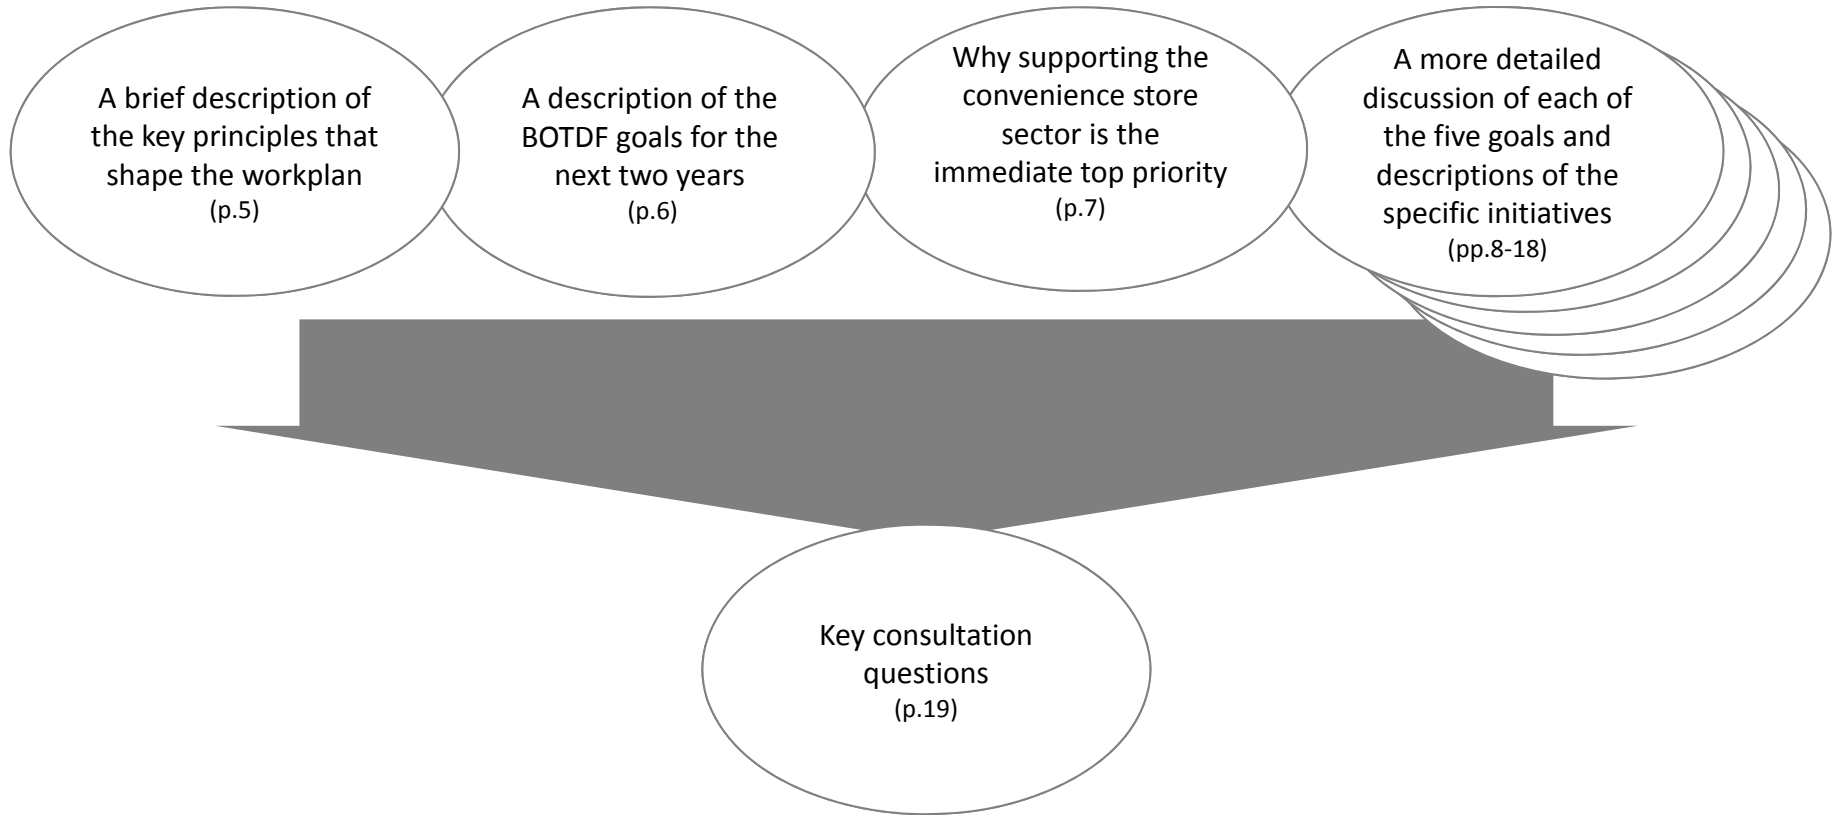 A brief description of
the key principles that
shape the workplan
(p.5)
A description of the
BOTDF goals for the
next two years
(p.6)
Why supporting the
convenience store
sector is the
immediate top priority
(p.7)
A more detailed
discussion of each of
the five goals and
descriptions of the
specific initiatives
(pp.8-18)
Key consultation
questions
(p.19)